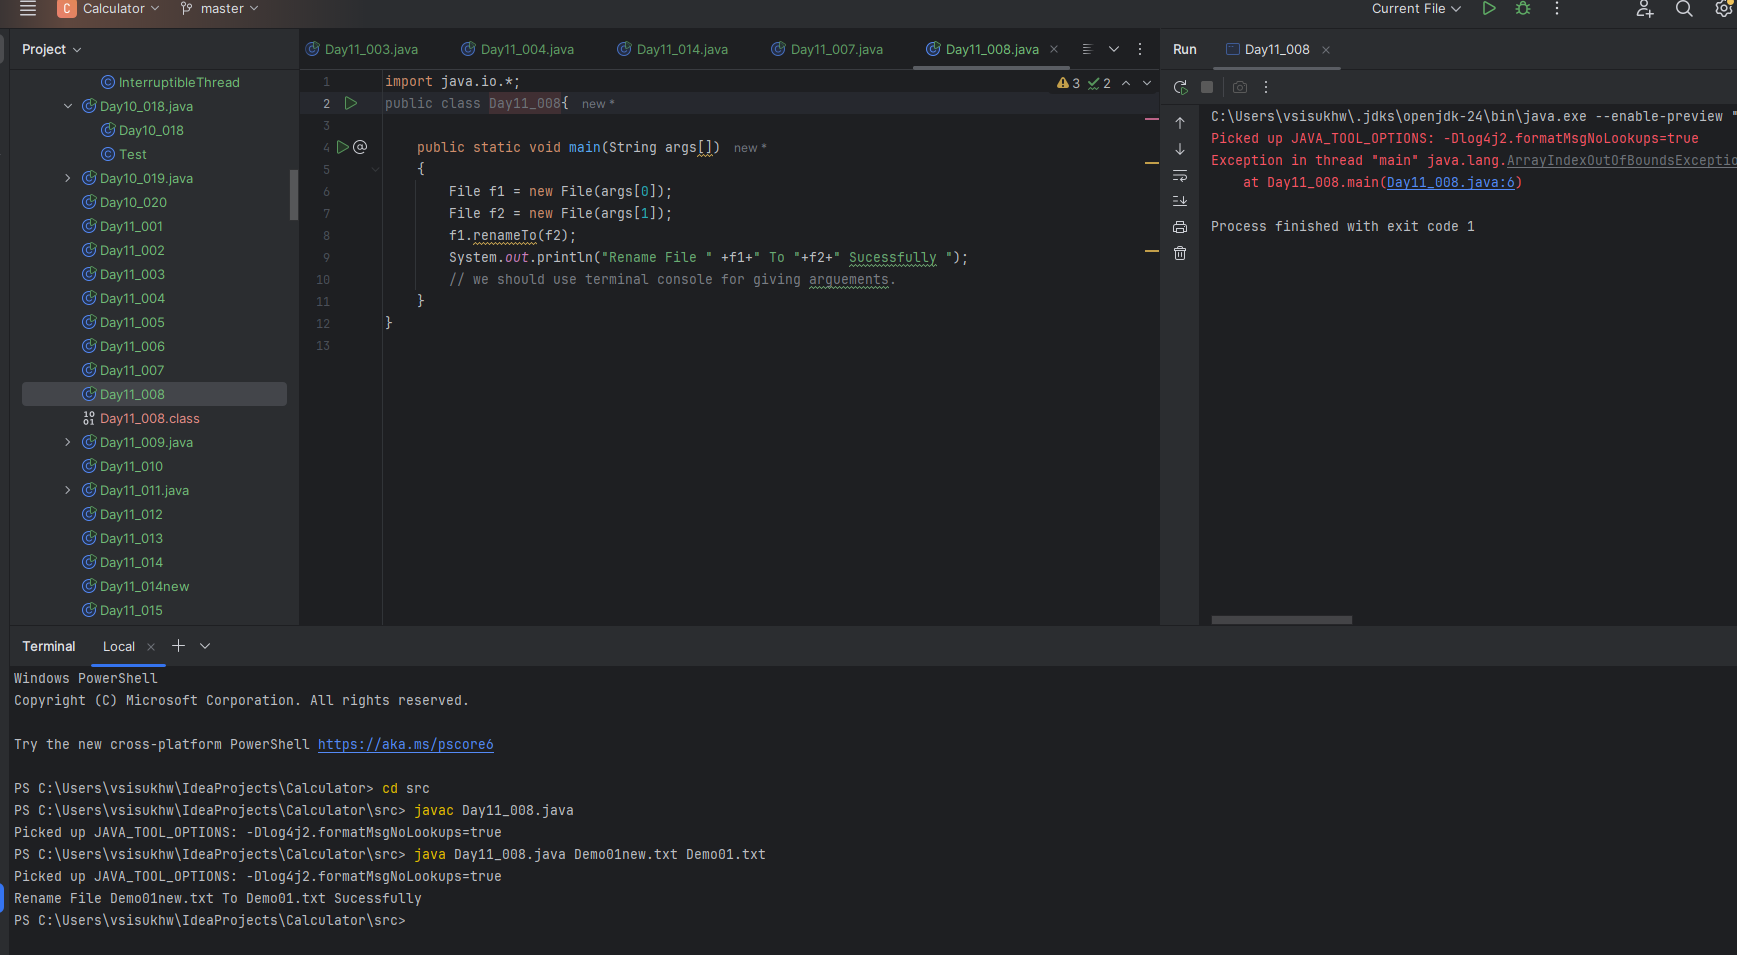 C Calculator master Current File
Project
InterruptibleThread
Day10_018.java
Day10_018
Test
Day10_019.java
Day10_020
Day11_001
Day11_002
Day11_003
Day11_004
Day11_005
Day11_006
Day11_007
Day11_008
Day11_008.class
Day11_009.java
Day11_010
Day11_011.java
Day11_012
Day11_013
Day11_014
Day11_014new
Day11_015
Day11_003.java Day11_004.java Day11_014.java Day11_007.java Day11_008.java
3 2
1 import java.io.*;
2 public class Day11_008{ new *
3
4 public static void main(String args[]) new *
5 {
6 File f1 = new File(args[0]);
7 File f2 = new File(args[1]);
8 f1.renameTo(f2);
9 System.out.println("Rename File " +f1+" To "+f2+" Sucessfully ");
10 // we should use terminal console for giving arguements.
11 }
12 }
13
Run Day11_008
C:\Users\vsisukhw\.jdks\openjdk-24\bin\java.exe --enable-preview "
Picked up JAVA_TOOL_OPTIONS: -Dlog4j2.formatMsgNoLookups=true
Exception in thread "main" java.lang.ArrayIndexOutOfBoundsExceptio
at Day11_008.main(Day11_008.java:6)
Process finished with exit code 1
Terminal Local
Windows PowerShell
Copyright (C) Microsoft Corporation. All rights reserved.
Try the new cross-platform PowerShell https://aka.ms/pscore6
PS C:\Users\vsisukhw\IdeaProjects\Calculator> cd src
PS C:\Users\vsisukhw\IdeaProjects\Calculator\src> javac Day11_008.java
Picked up JAVA_TOOL_OPTIONS: -Dlog4j2.formatMsgNoLookups=true
PS C:\Users\vsisukhw\IdeaProjects\Calculator\src> java Day11_008.java Demo01new.txt Demo01.txt
Picked up JAVA_TOOL_OPTIONS: -Dlog4j2.formatMsgNoLookups=true
Rename File Demo01new.txt To Demo01.txt Sucessfully
PS C:\Users\vsisukhw\IdeaProjects\Calculator\src>